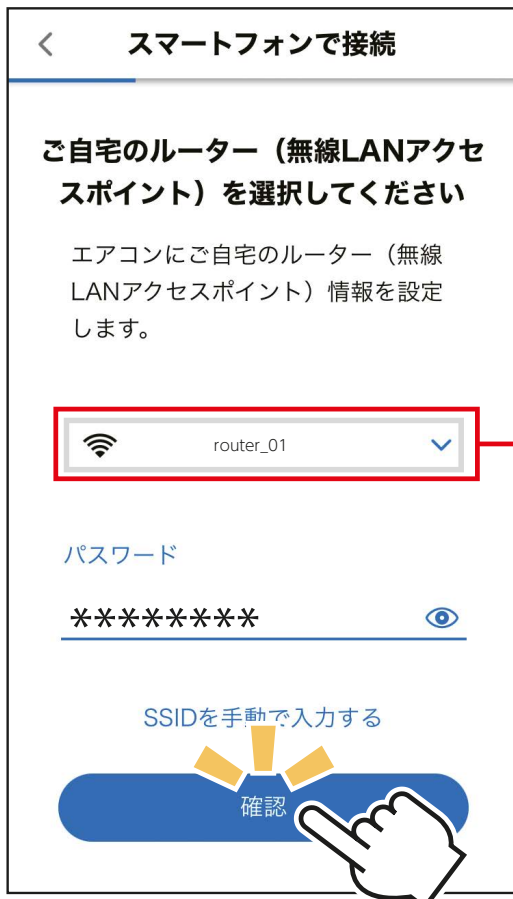 スマートフォンで接続
ご自宅のルーター（無線LANアクセ
スポイント）を選択してください
エアコンにご自宅のルーター（無線
LANアクセスポイント）情報を設定
します。
router_01
パスワード
********
SSIDを手動で入力する
確認